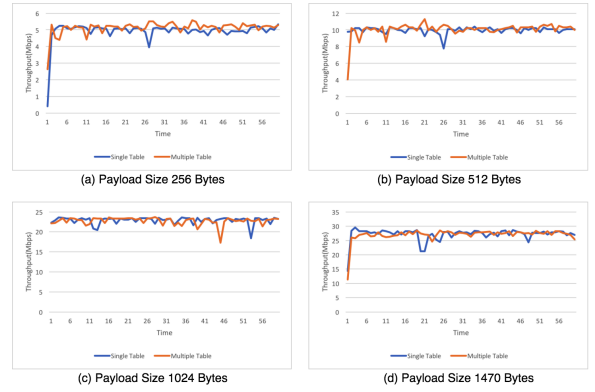 6
5
4
3
2
1
0
Throughput(Mbps)
1 6 11 16 21 26 31 36 41 46 51 56
Time
Single Table Multiple Table
(a) Payload Size 256 Bytes
12
10
8
6
4
2
0
Throughput(Mbps)
1 6 11 16 21 26 31 36 41 46 51 56
Time
Single Table Multiple Table
(b) Payload Size 512 Bytes
25
20
15
10
5
0
Throughput(Mbps)
1 6 11 16 21 26 31 36 41 46 51 56
Time
Single Table Multiple Table
(c) Payload Size 1024 Bytes
35
30
25
20
15
10
5
0
Throughput(Mbps)
1 6 11 16 21 26 31 36 41 46 51 56
Time
Single Table Multiple Table
(d) Payload Size 1470 Bytes